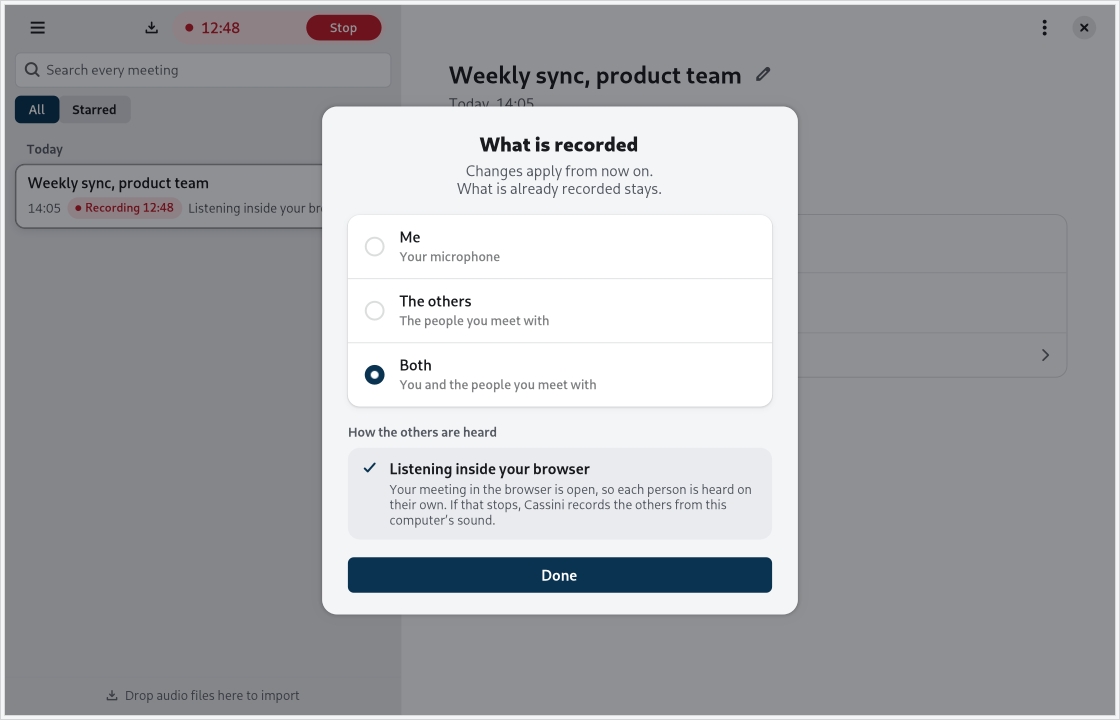 12:48
Stop
Search every meeting
All
Starred
Today
Weekly sync, product team
14:05
Recording 12:48
Listening inside your br
Drop audio files here to import
Weekly sync, product team
Today, 14:05
What is recorded
Changes apply from now on.
What is already recorded stays.
Me
Your microphone
The others
The people you meet with
Both
You and the people you meet with
How the others are heard
Listening inside your browser
Your meeting in the browser is open, so each person is heard on
their own. If that stops, Cassini records the others from this
computer's sound.
Done